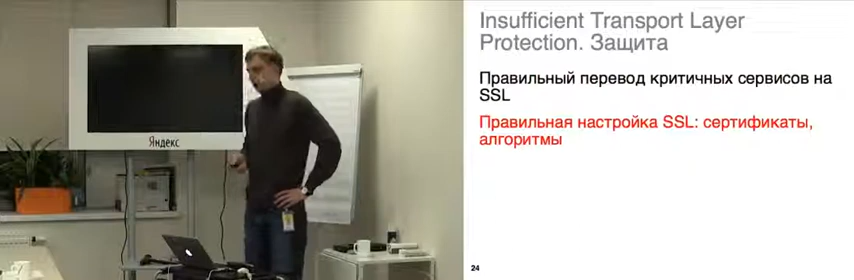 Insufficient Transport Layer
Protection. Защита
Правильный перевод критичных сервисов на
SSL
Правильная настройка SSL: сертификаты,
алгоритмы
Яндекс
24